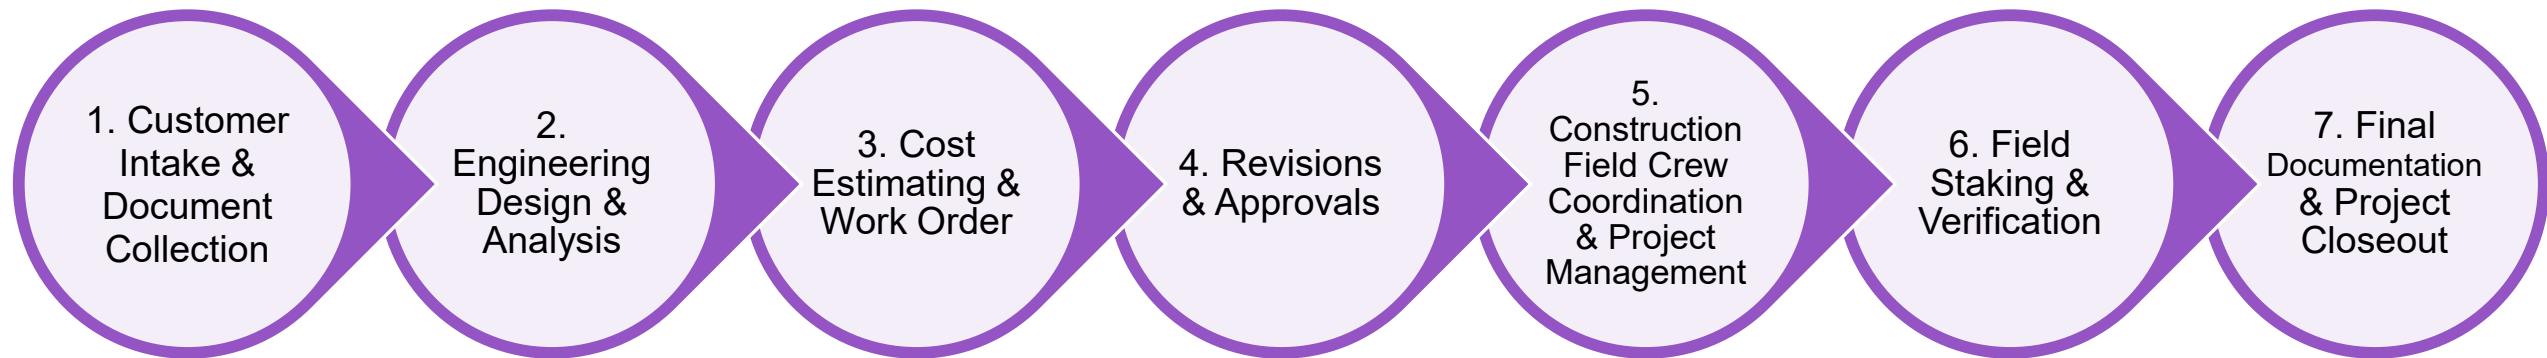 1. Customer
Intake &
Document
Collection
2.
Engineering
Design &
Analysis
3. Cost
Estimating &
Work Order
4. Revisions
& Approvals
5.
Construction
Field Crew
Coordination
& Project
Management
6. Field
Staking &
Verification
7. Final
Documentation
& Project
Closeout